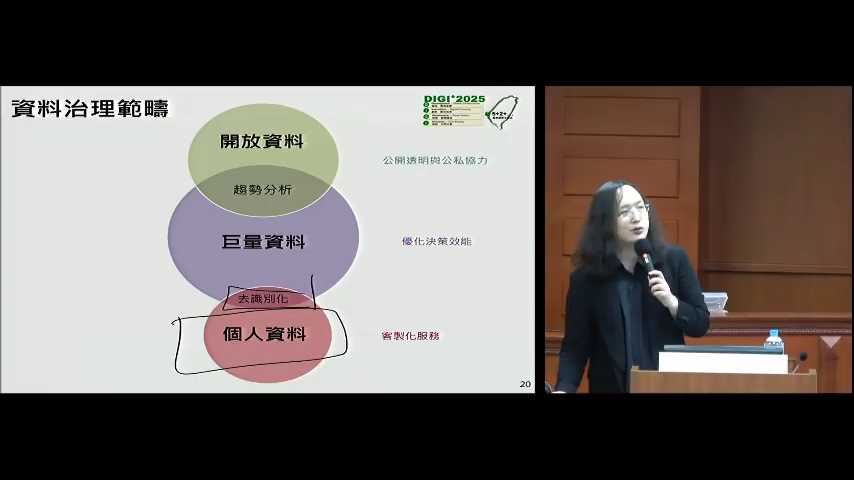 資料治理範疇
DIGI+2025
5+2+
開放資料
公開透明與公私協力
趨勢分析
巨量資料
優化決策效能
去識別化
個人資料
客製化服務
20